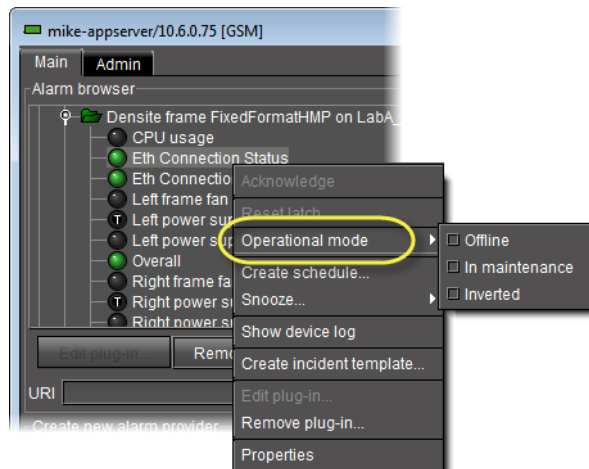 mike-appserver/10.6.0.75 [GSM]
Main Admin
Alarm browser
Densite frame FixedFormatHMP on LabA_
CPU usage
Eth Connection Status
Eth Connectio
Left frame fan
T Left power sup
Left power sup
Overall
Right frame fa
T Right power su
Right power su
Edit plug-in... Remo
URI
Create new alarm provider
Acknowledge
Reset latch
Operational mode
Create schedule...
Snooze...
Show device log
Create incident template...
Edit plug-in...
Remove plug-in...
Properties
Offline
In maintenance
Inverted